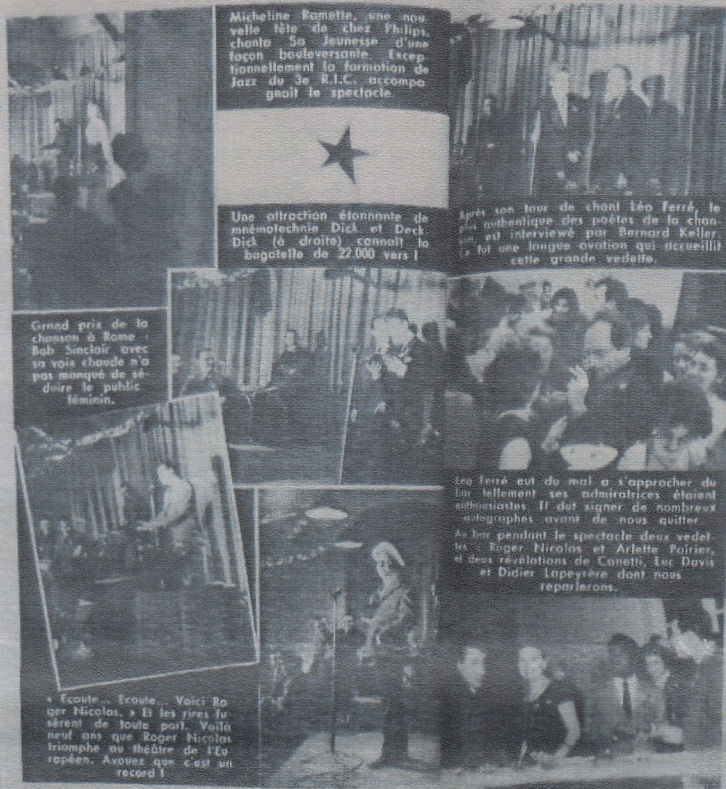 Micheline Ramette, une nou
velle tête de chez Philips,
chanta Sa Jeunesse d'une
façon bouleversante. Excep
tionnellement la formation de
Jazz du 3e R.I.C. accompa
gnait le spectacle.
Une attraction étonnante de
mnémotechnie Dick et Deck.
Dick (à droite) connaît la
bagatelle de 22.000 vers !
Après son tour de chant Léo Ferré, le
plus authentique des poètes de la chan
son, est interviewé par Bernard Keller.
Ce fut une longue ovation qui accueillit
cette grande vedette.
Grand prix de la
chanson à Rome :
Bob Sinclair avec
sa voix chaude n'a
pas manqué de sé-
duire le public
féminin.
Léo Ferré eut du mal a s'approcher du
bar tellement ses admiratrices étaient
enthousiastes. Il dut signer de nombreux
autographes avant de nous quitter.
Au bar pendant le spectacle deux vedet-
tes : Roger Nicolas et Arlette Poirier,
et deux révélations de Canetti, Luc Davis
et Didier Lapeyrère dont nous
reparlerons.
« Ecoute... Ecoute... Voici Ro
ger Nicolas. » Et les rires fu
sèrent de toute part. Voilà
neuf ans que Roger Nicolas
triomphe au théâtre de l'Eu
ropéen. Avouez que c'est un
record !